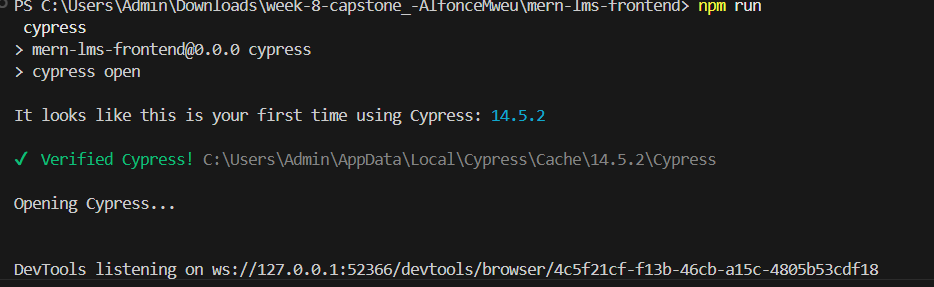 PS C:\Users\Admin\Downloads\week-8-capstone_-AlfonceMweu\mern-lms-frontend> npm run
cypress
> mern-lms-frontend@0.0.0 cypress
> cypress open
It looks like this is your first time using Cypress: 14.5.2
✓ Verified Cypress! C:\Users\Admin\AppData\Local\Cypress\Cache\14.5.2\Cypress
Opening Cypress...
DevTools listening on ws://127.0.0.1:52366/devtools/browser/4c5f21cf-f13b-46cb-a15c-4805b53cdf18